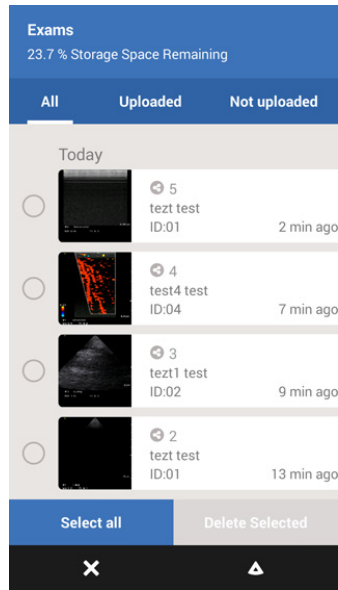 Exams
23.7 % Storage Space Remaining
All Uploaded Not uploaded
Today
5
tezt test
ID:01 2 min ago
4
test4 test
ID:04 7 min ago
3
tezt1 test
ID:02 9 min ago
2
tezt test
ID:01 13 min ago
Select all Delete Selected